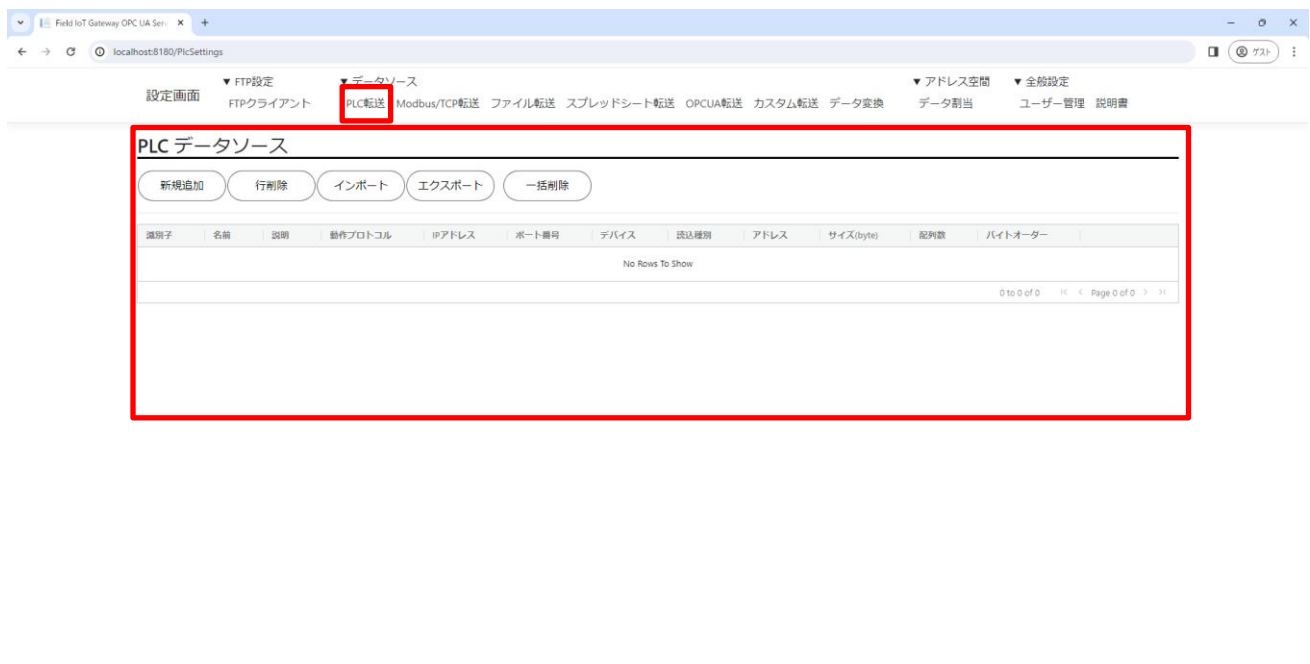 Field IoT Gateway OPC UA Ser
localhost:8180/PlcSettings
ゲスト
設定画面
▼ FTP設定
▼ データソース
▼ アドレス空間
▼ 全般設定
FTPクライアント
PLC転送 Modbus/TCP転送 ファイル転送 スプレッドシート転送 OPCUA転送 カスタム転送 データ変換
データ割当
ユーザー管理 説明書
PLC データソース
新規追加 行削除 インポート エクスポート 一括削除
識別子 名前 説明 動作プロトコル IPアドレス ポート番号 デバイス 読込種別 アドレス サイズ(byte) 配列数 バイトオーダー
No Rows To Show
0 to 0 of 0 Page 0 of 0